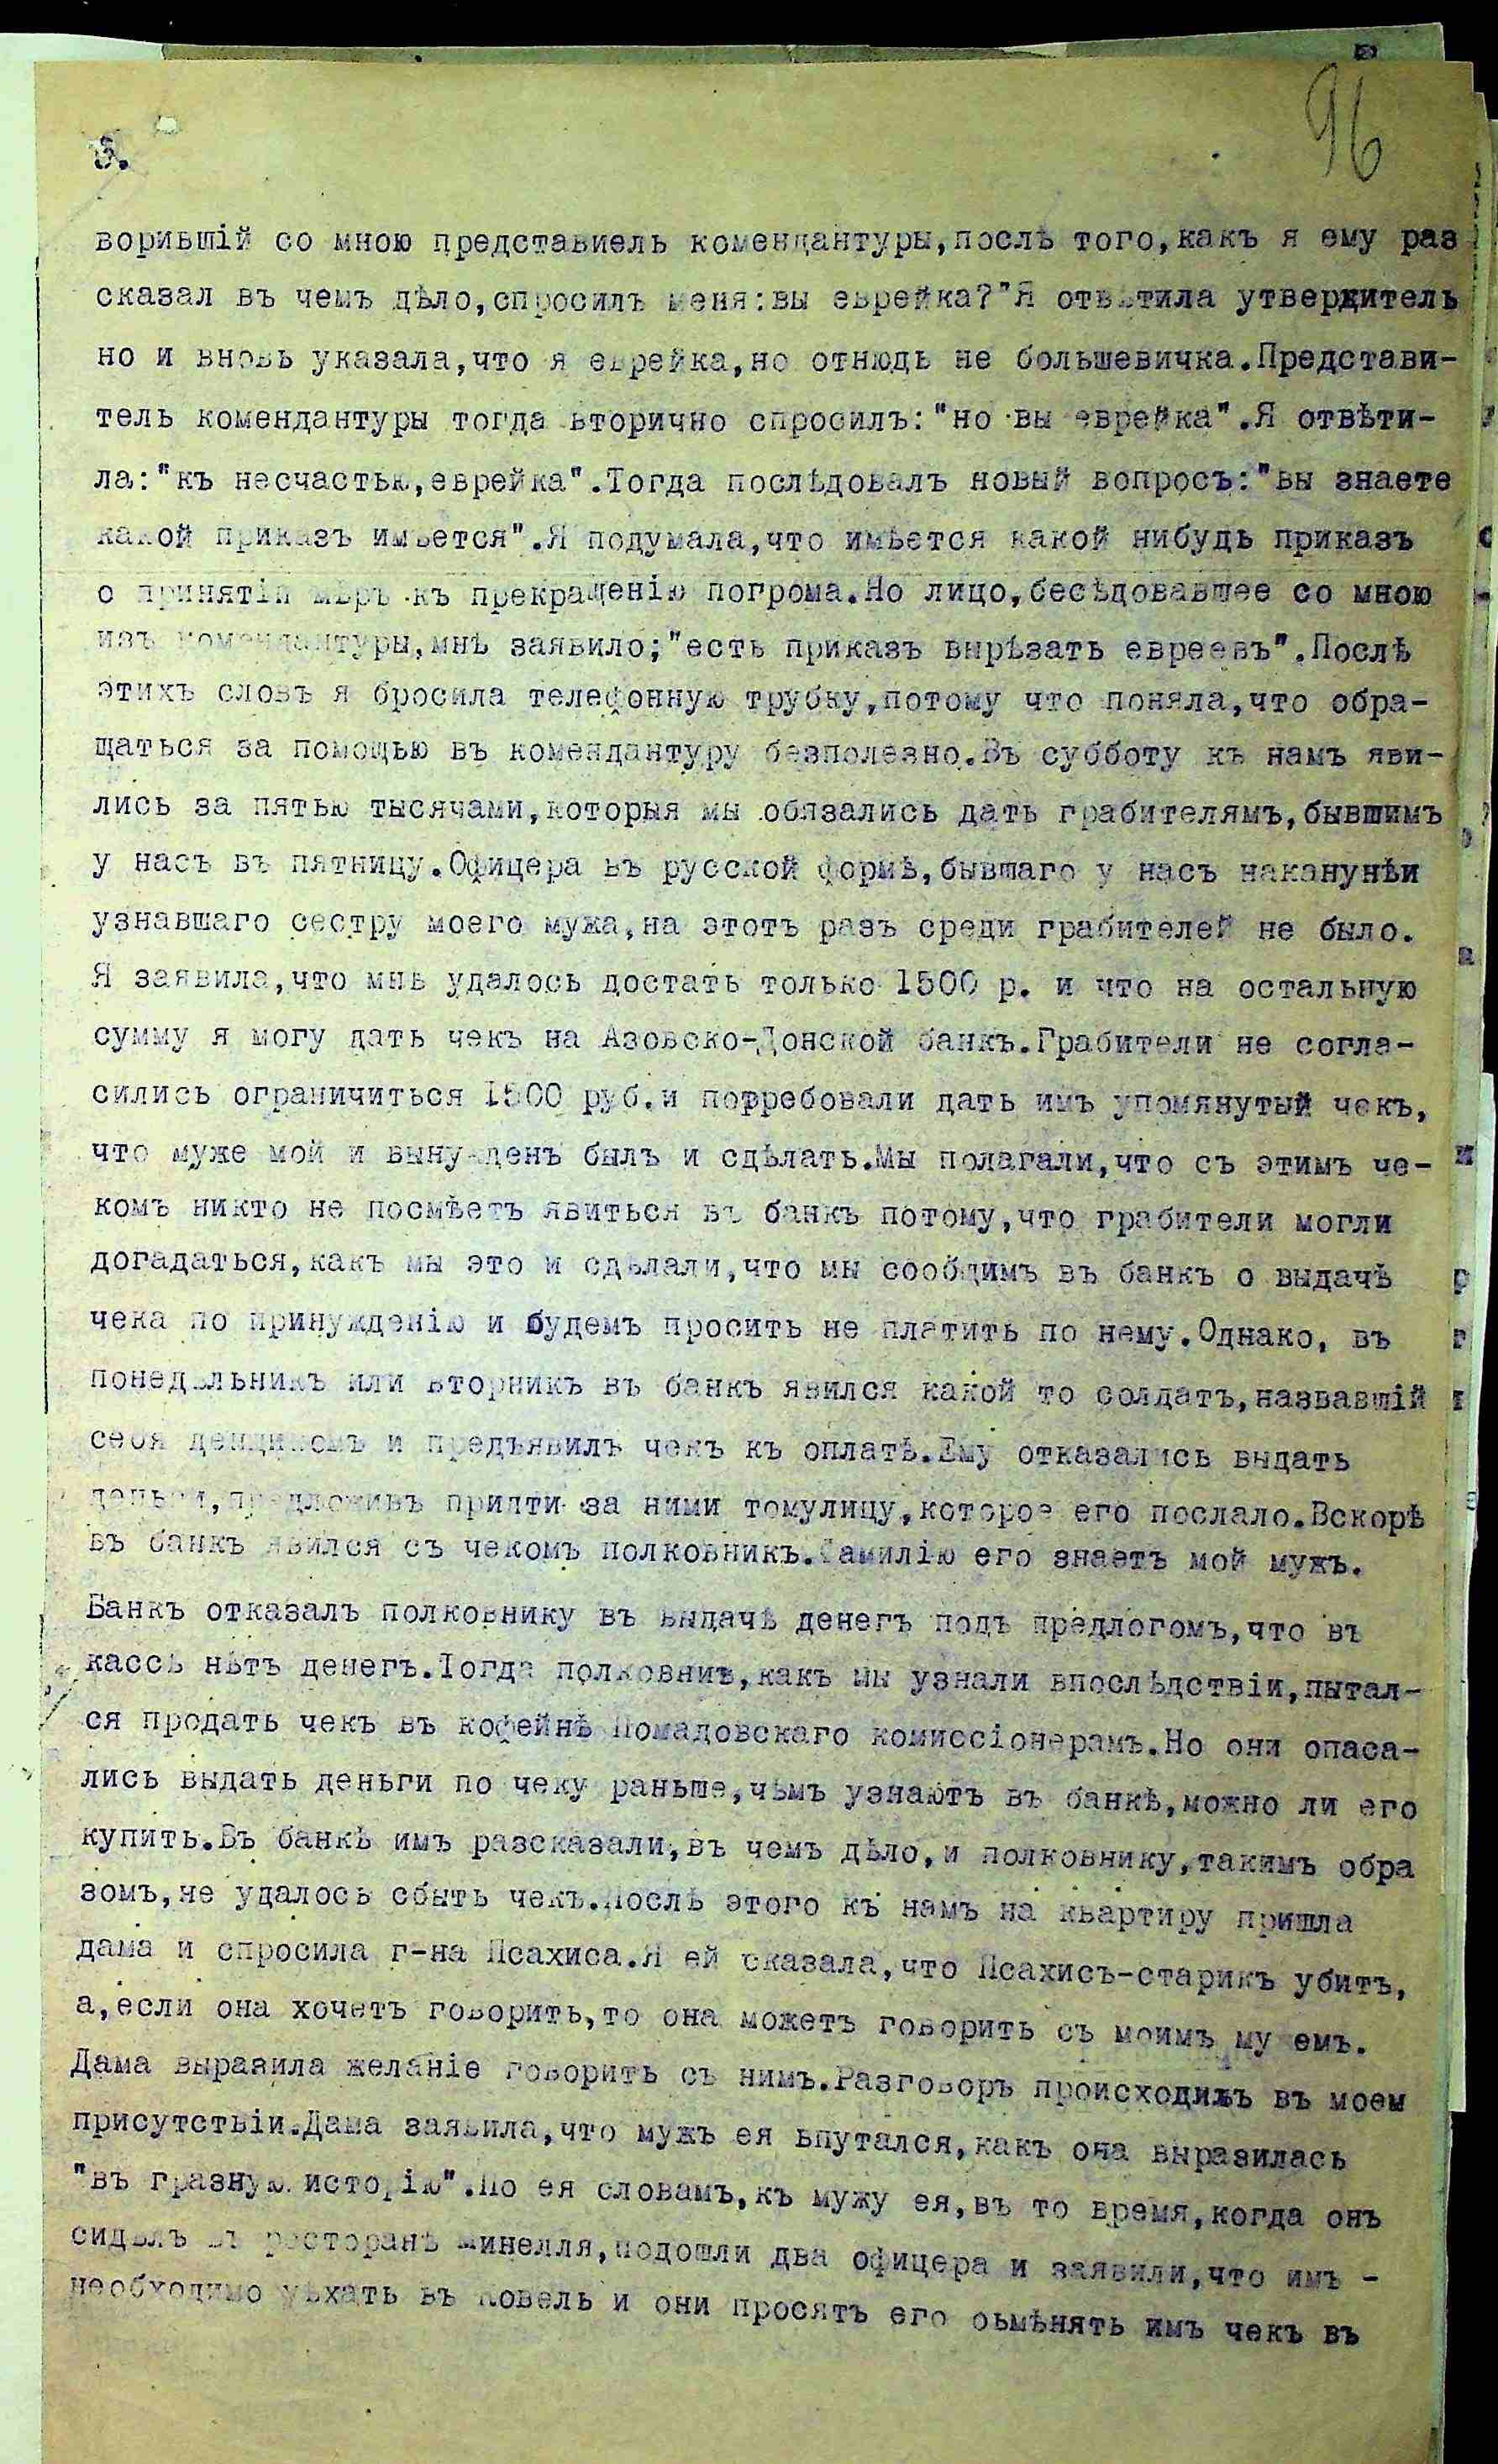 96
3.
ворившій со мною представиель комендантуры,послѣ того,какъ я ему раз
сказал въ чемъ дѣло,спросилъ меня:вы еврейка?"Я отвѣтила утвердитель
но и вновь указала,что я еврейка,но отнюдь не большевичка.Представи-
тель комендантуры тогда вторично спросилъ:"но вы еврейка".Я отвѣти-
ла:"къ несчастью,еврейка".Тогда послѣдовалъ новый вопросъ:"вы знаете
какой приказъ имѣется".Я подумала,что имѣется какой нибудь приказъ
о принятіи мѣръ къ прекращенію погрома.Но лицо,бесѣдовавшее со мною
изъ комендантуры,мнѣ заявило;"есть приказъ вырѣзать евреевъ".Послѣ
этихъ словъ я бросила телефонную трубку,потому что поняла,что обра-
щаться за помощью въ комендантуру безполезно.Въ субботу къ намъ яви-
лись за пятью тысячами,которыя мы обязались дать грабителямъ,бывшимъ
у насъ въ пятницу.Офицера въ русской формѣ,бывшаго у насъ наканунѣи
узнавшаго сестру моего мужа,на этотъ разъ среди грабителей не было.
Я заявила,что мнѣ удалось достать только 1500 р. и что на остальную
сумму я могу дать чекъ на Азовско-Донской банкъ.Грабители не согла-
сились ограничиться 1500 руб.и потребовали дать имъ упомянутый чекъ,
что муже мой и вынужденъ былъ и сдѣлать.Мы полагали,что съ этимъ че-
комъ никто не посмѣетъ явиться въ банкъ потому,что грабители могли
догадаться,какъ мы это и сдѣлали,что мы сообщимъ въ банкъ о выдачѣ
чека по принужденію и будемъ просить не платить по нему.Однако, въ
понедѣльникъ или вторникъ въ банкъ явился какой то солдатъ,назвавшій
себя денщикомъ и предъявилъ чекъ къ оплатѣ.Ему отказались выдать
деньги,предложивъ прийти за ними томулицу,которое его послало.Вскорѣ
въ банкъ явился съ чекомъ полковникъ.Фамилію его знаетъ мой мужъ.
Банкъ отказалъ полковнику въ выдачѣ денегъ подъ предлогомъ,что въ
кассѣ нѣтъ денегъ.Тогда полковниъ,какъ мы узнали впослѣдствіи,пытал-
ся продать чекъ въ кофейнѣ Помадовскаго комиссіонерамъ.Но они опаса-
лись выдать деньги по чеку раньше,чѣмъ узнаютъ въ банкѣ,можно ли его
купить.Въ банкѣ имъ разсказали,въ чемъ дѣло,и полковнику,такимъ обра
зомъ,не удалось сбыть чекъ.Послѣ этого къ намъ на квартиру пришла
дама и спросила г-на Псахиса.Я ей сказала,что Псахисъ-старикъ убитъ,
а,если она хочетъ говорить,то она можетъ говорить съ моимъ му емъ.
Дама выразила желаніе говорить съ нимъ.Разговоръ происходилъ въ моем
присутствіи.Дама заявила,что мужъ ея впутался,какъ она выразилась
"въ гразную исторію".По ея словамъ,къ мужу ея,въ то время,когда онъ
сидѣлъ въ ресторанѣ минелля,подошли два офицера и заявили,что имъ -
необходимо уѣхать въ Ковель и они просятъ его обмѣнять имъ чекъ въ